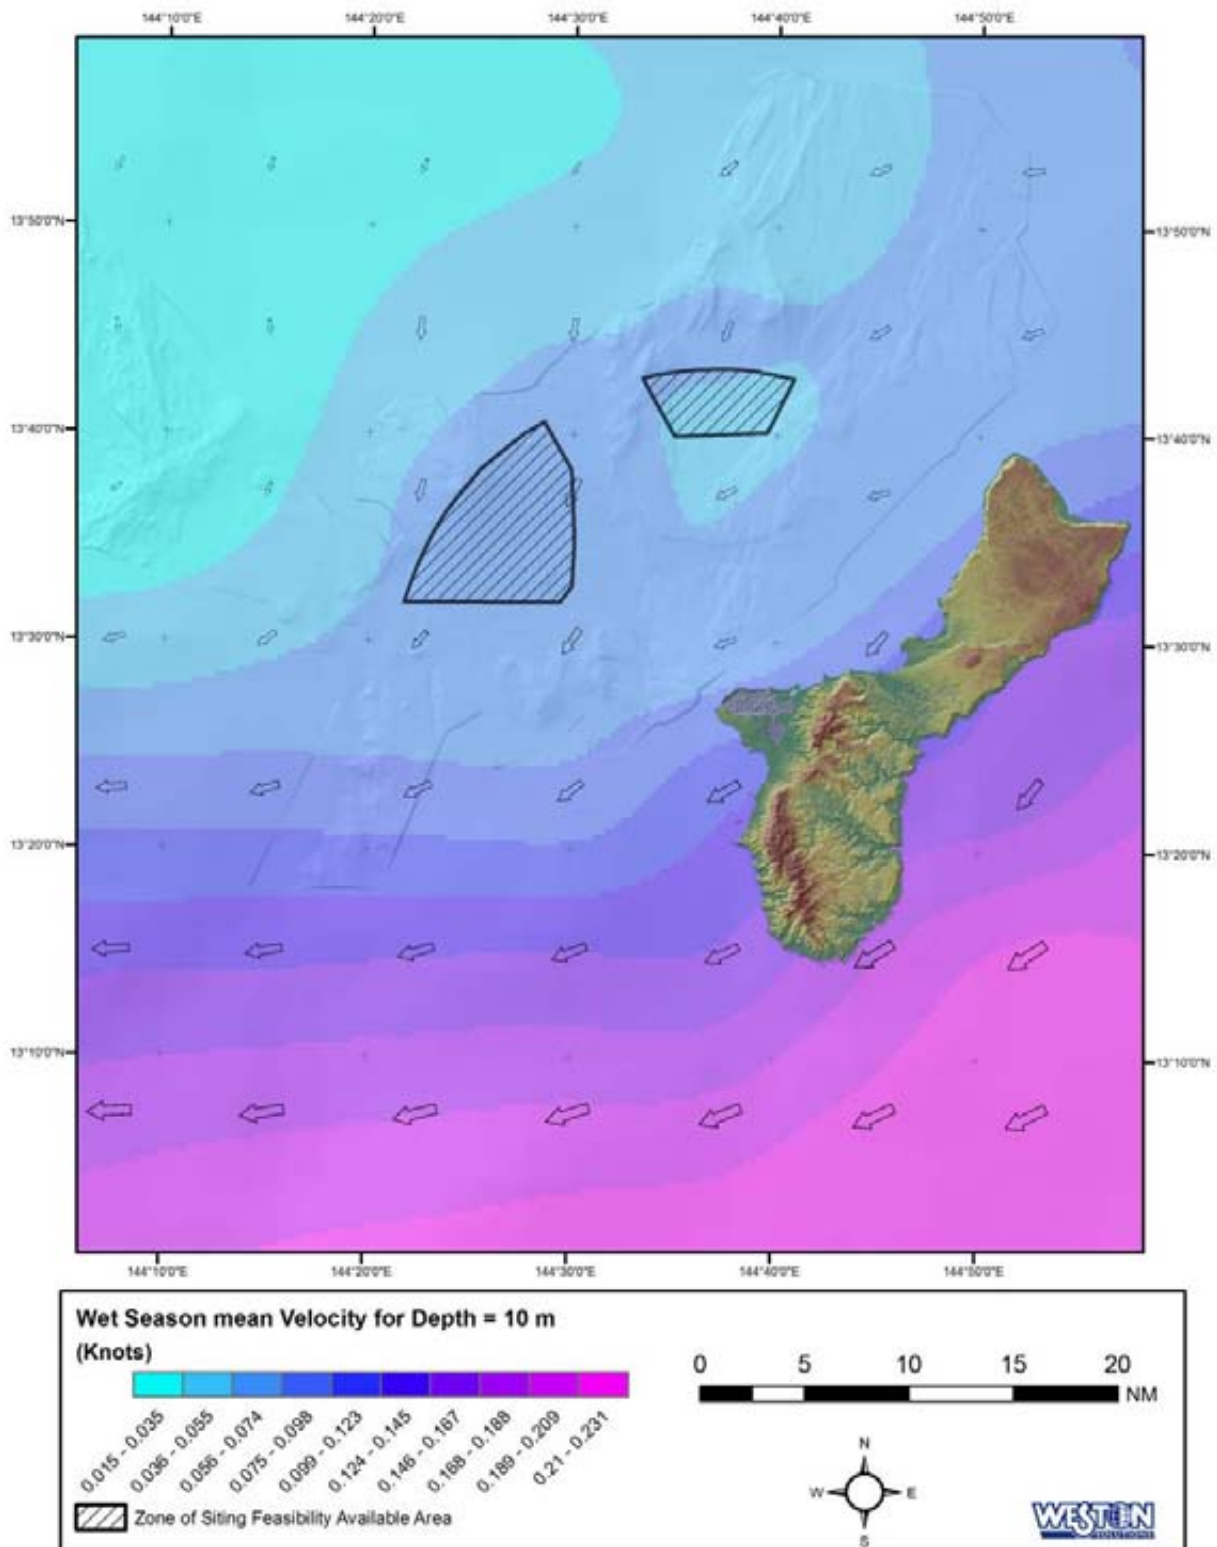 144°10'0"E 144°20'0"E 144°30'0"E 144°40'0"E 144°50'0"E
13°50'0"N 13°50'0"N
13°40'0"N 13°40'0"N
13°30'0"N 13°30'0"N
13°20'0"N 13°20'0"N
13°10'0"N 13°10'0"N
144°10'0"E 144°20'0"E 144°30'0"E 144°40'0"E 144°50'0"E
Wet Season mean Velocity for Depth = 10 m
(Knots)
0.015 - 0.035
0.036 - 0.055
0.056 - 0.074
0.075 - 0.098
0.099 - 0.123
0.124 - 0.145
0.146 - 0.167
0.168 - 0.188
0.189 - 0.209
0.21 - 0.231
Zone of Siting Feasibility Available Area
0 5 10 15 20
NM
N
W E
S
WESTON
SOLUTIONS